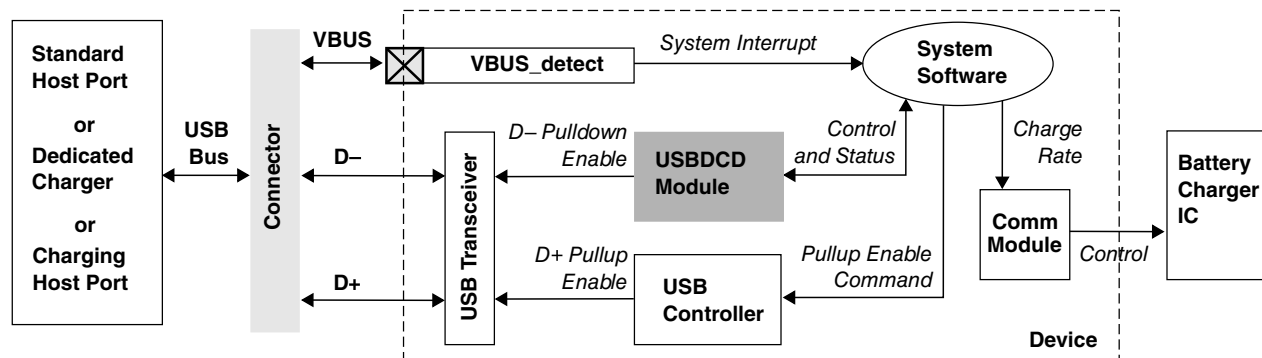 Standard
Host Port
or
Dedicated
Charger
or
Charging
Host Port
USB
Bus
Connector
VBUS
D–
D+
VBUS_detect
System Interrupt
System
Software
USB Transceiver
D– Pulldown
Enable
USBDCD
Module
Control
and Status
Charge
Rate
D+ Pullup
Enable
USB
Controller
Pullup Enable
Command
Comm
Module
Control
Battery
Charger
IC
Device